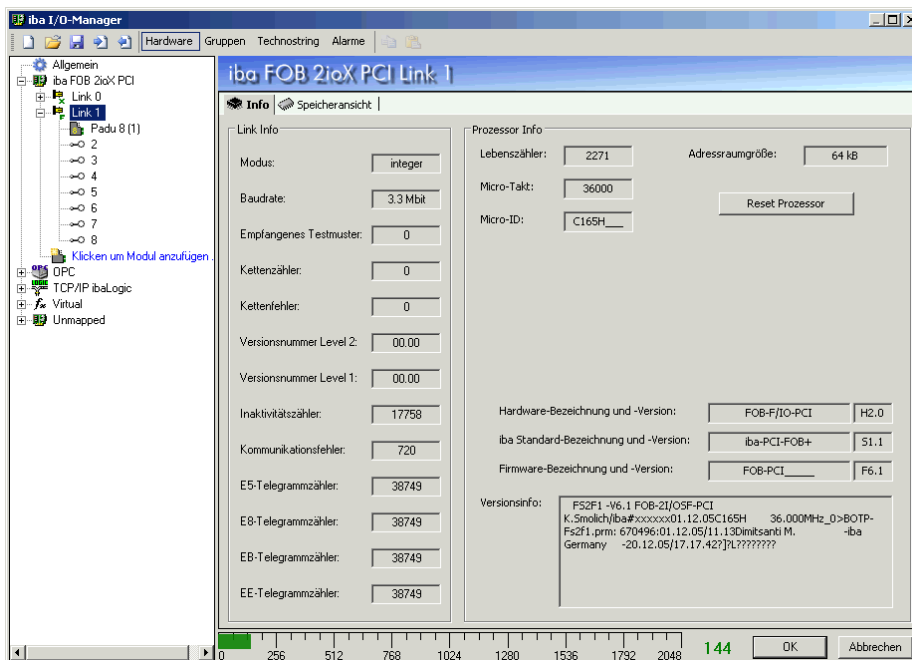 iba I/O-Manager
Hardware Gruppen Technostring Alarme
Allgemein
iba FOB 2ioX PCI
Link 0
Link 1
Padu 8 (1)
2
3
4
5
6
7
8
Klicken um Modul anzufügen .
OPC
TCP/IP ibaLogic
Virtual
Unmapped
iba FOB 2ioX PCI Link 1
Info Speicheransicht
Link Info
Modus: integer
Baudrate: 3.3 Mbit
Empfangenes Testmuster: 0
Kettenzähler: 0
Kettenfehler: 0
Versionsnummer Level 2: 00.00
Versionsnummer Level 1: 00.00
Inaktivitätszähler: 17758
Kommunikationsfehler: 720
E5-Telegrammzähler: 38749
E8-Telegrammzähler: 38749
EB-Telegrammzähler: 38749
EE-Telegrammzähler: 38749
Prozessor Info
Lebenszähler: 2271 Adressraumgröße: 64 kB
Micro-Takt: 36000
Reset Prozessor
Micro-ID: C165H___
Hardware-Bezeichnung und -Version: FOB-F/IO-PCI H2.0
iba Standard-Bezeichnung und -Version: iba-PCI-FOB+ S1.1
Firmware-Bezeichnung und -Version: FOB-PCI_____ F6.1
Versionsinfo: FS2F1 -V6.1 FOB-2I/OSF-PCI
K.Smolich/iba#xxxxxx01.12.05C165H 36.000MHz_0>BOTP-
Fs2f1.prm: 670496:01.12.05/11.13Dimitsanti M. -iba
Germany -20.12.05/17.17.42?]?L????????
0 256 512 768 1024 1280 1536 1792 2048
144 OK Abbrechen